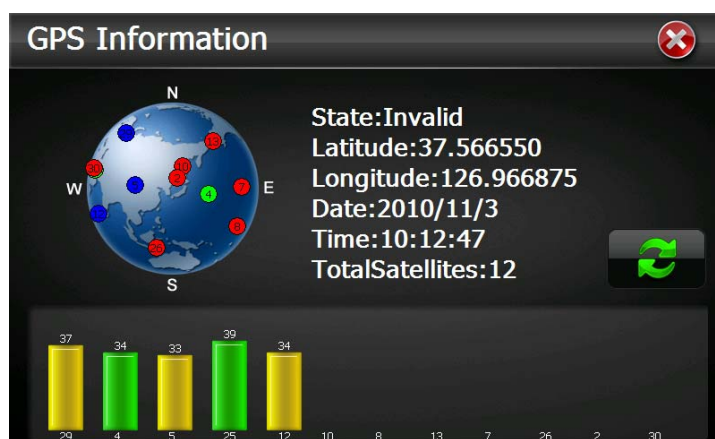 GPS Information
N
W
E
S
13
30
10
2
7
4
8
26
State:Invalid
Latitude:37.566550
Longitude:126.966875
Date:2010/11/3
Time:10:12:47
TotalSatellites:12
37 34 33 39 34
29 4 5 25 12 10 8 13 7 26 2 30